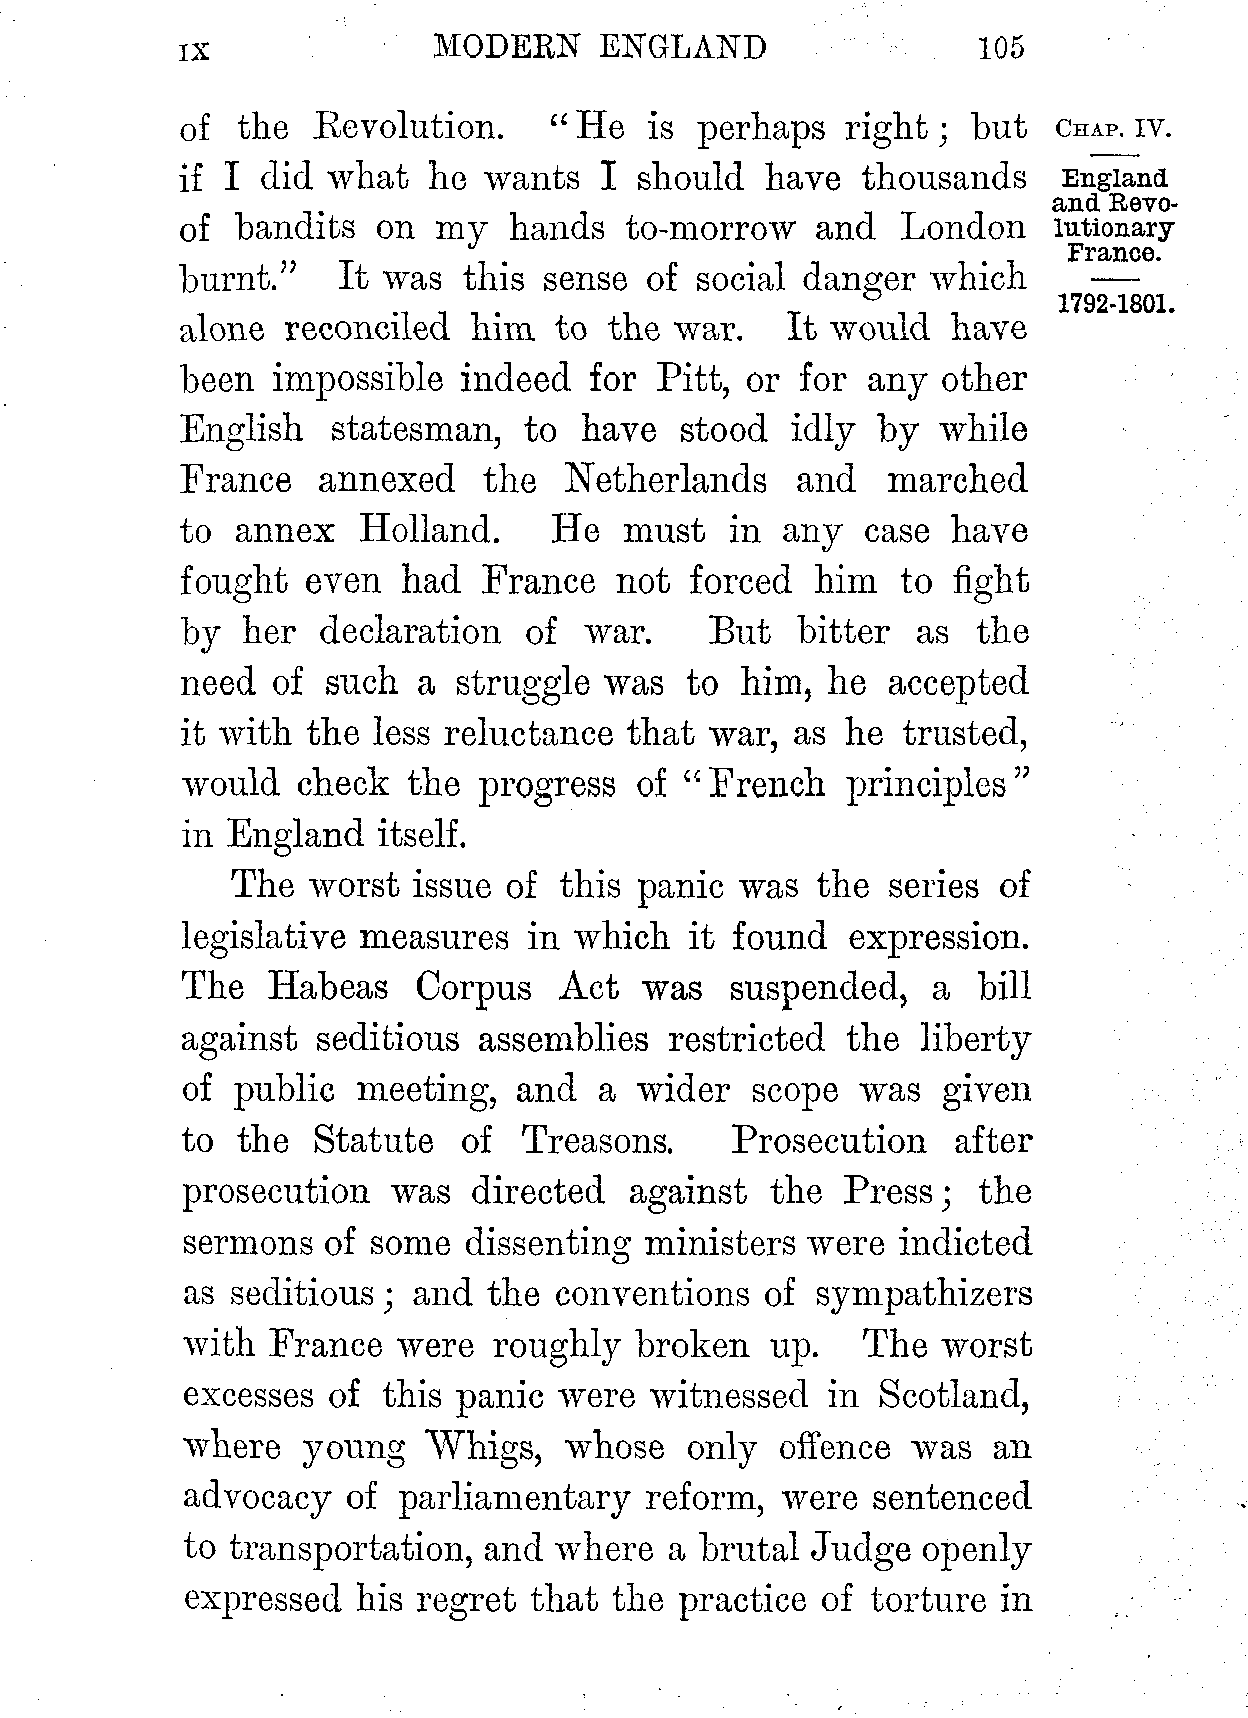 IX MODERN ENGLAND 105
of the Revolution. “He is perhaps right; but
if I did what he wants I should have thousands
of bandits on my hands to-morrow and London
burnt.” It was this sense of social danger which
alone reconciled him to the war. It would have
been impossible indeed for Pitt, or for any other
English statesman, to have stood idly by while
France annexed the Netherlands and marched
to annex Holland. He must in any case have
fought even had France not forced him to fight
by her declaration of war. But bitter as the
need of such a struggle was to him, he accepted
it with the less reluctance that war, as he trusted,
would check the progress of “French principles”
in England itself.
The worst issue of this panic was the series of
legislative measures in which it found expression.
The Habeas Corpus Act was suspended, a bill
against seditious assemblies restricted the liberty
of public meeting, and a wider scope was given
to the Statute of Treasons. Prosecution after
prosecution was directed against the Press; the
sermons of some dissenting ministers were indicted
as seditious; and the conventions of sympathizers
with France were roughly broken up. The worst
excesses of this panic were witnessed in Scotland,
where young Whigs, whose only offence was an
advocacy of parliamentary reform, were sentenced
to transportation, and where a brutal Judge openly
expressed his regret that the practice of torture in
CHAP. IV.
England
and Revo-
lutionary
France.
1792-1801.